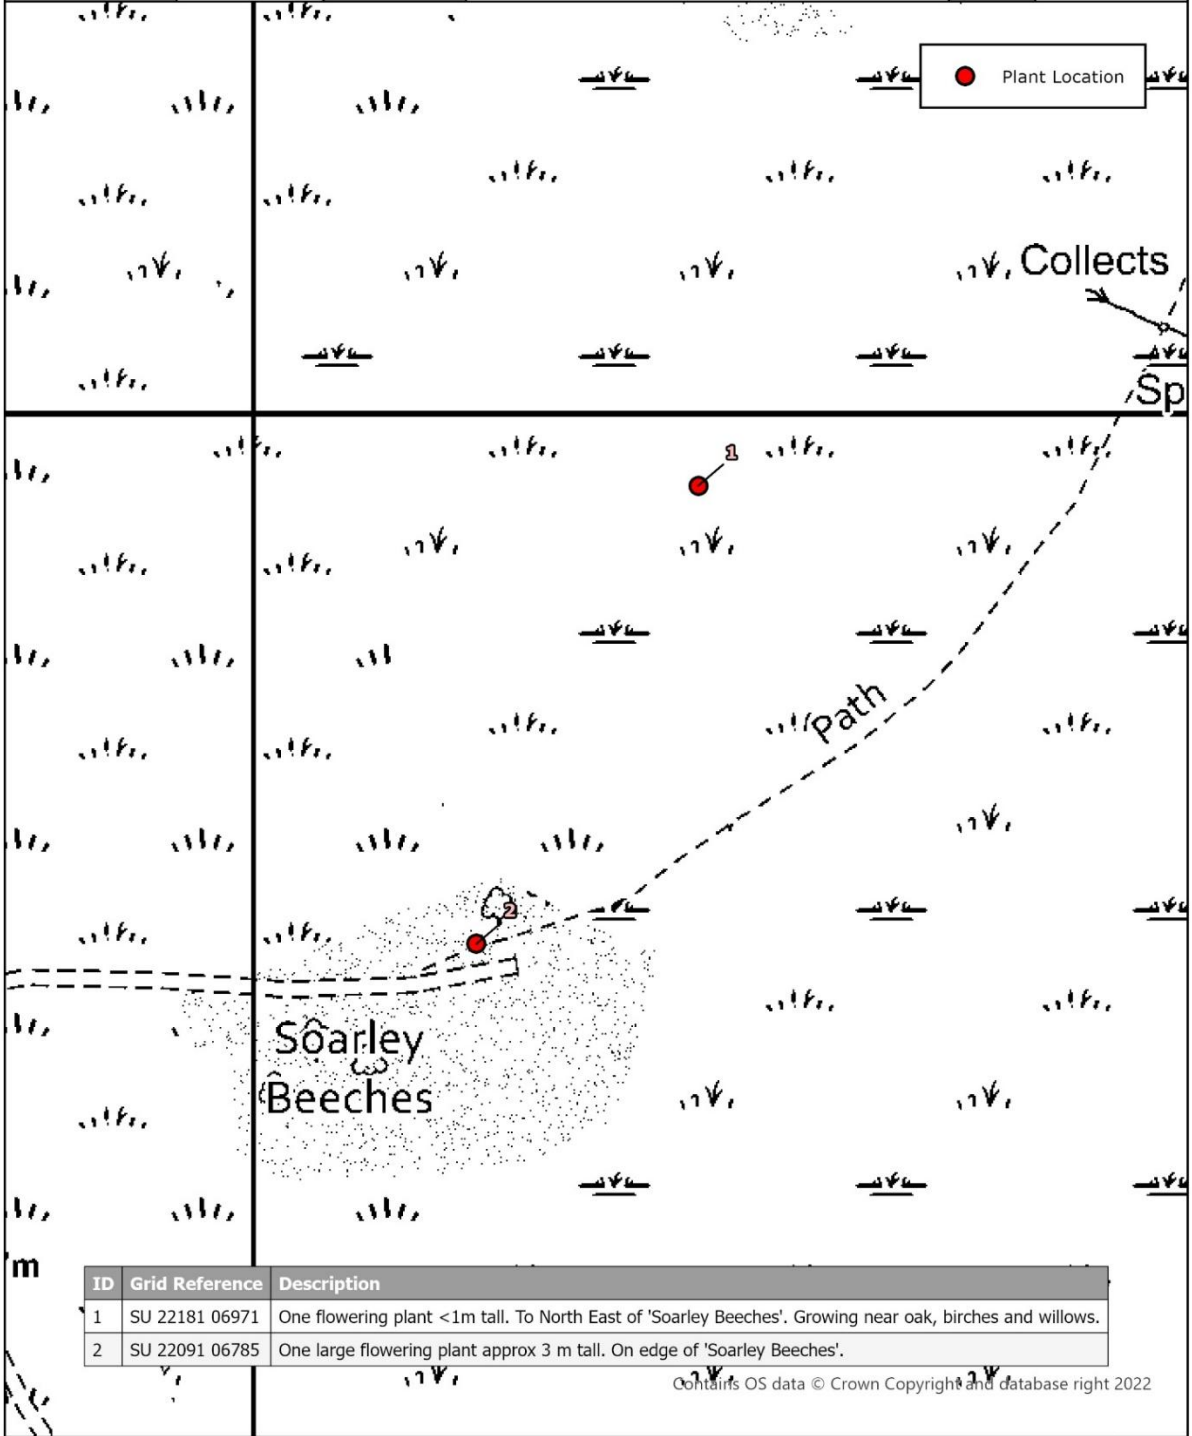 Plant Location
Collects
Sp
1
Path
2
Soarley
Beeches
m
ID Grid Reference Description
1 SU 22181 06971 One flowering plant <1m tall. To North East of 'Soarley Beeches'. Growing near oak, birches and willows.
2 SU 22091 06785 One large flowering plant approx 3 m tall. On edge of 'Soarley Beeches'.
Contains OS data © Crown Copyright and database right 2022